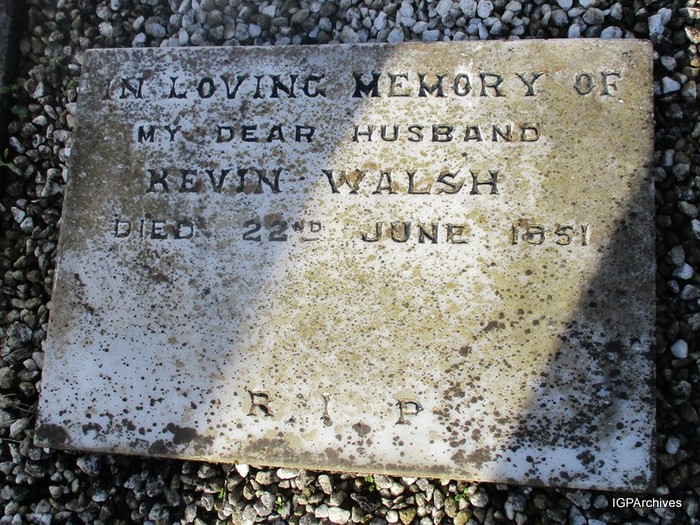 IN LOVING MEMORY OF
MY DEAR HUSBAND
KEVIN WALSH
DIED 22ND JUNE 1951
R. I. P
IGPArchives